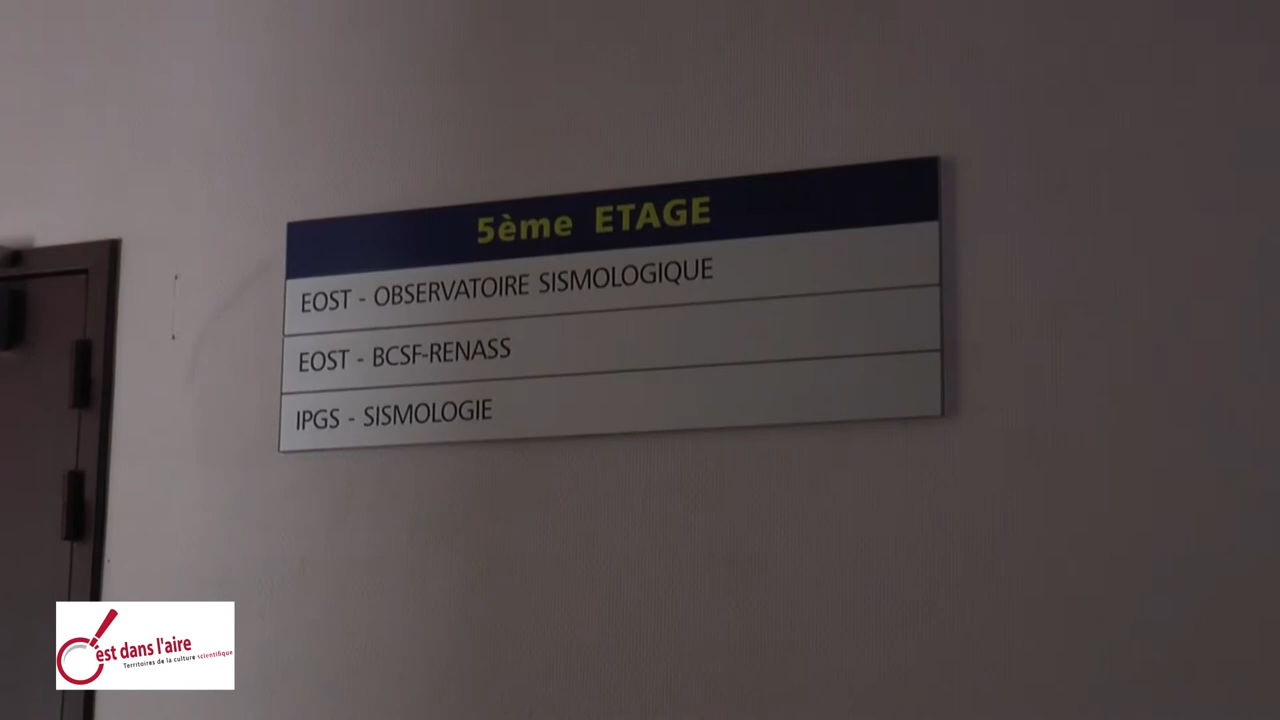 5ème ETAGE
EOST - OBSERVATOIRE SISMOLOGIQUE
EOST - BCSF-RENASS
IPGS - SISMOLOGIE
C'est dans l'aire
Territoires de la culture scientifique